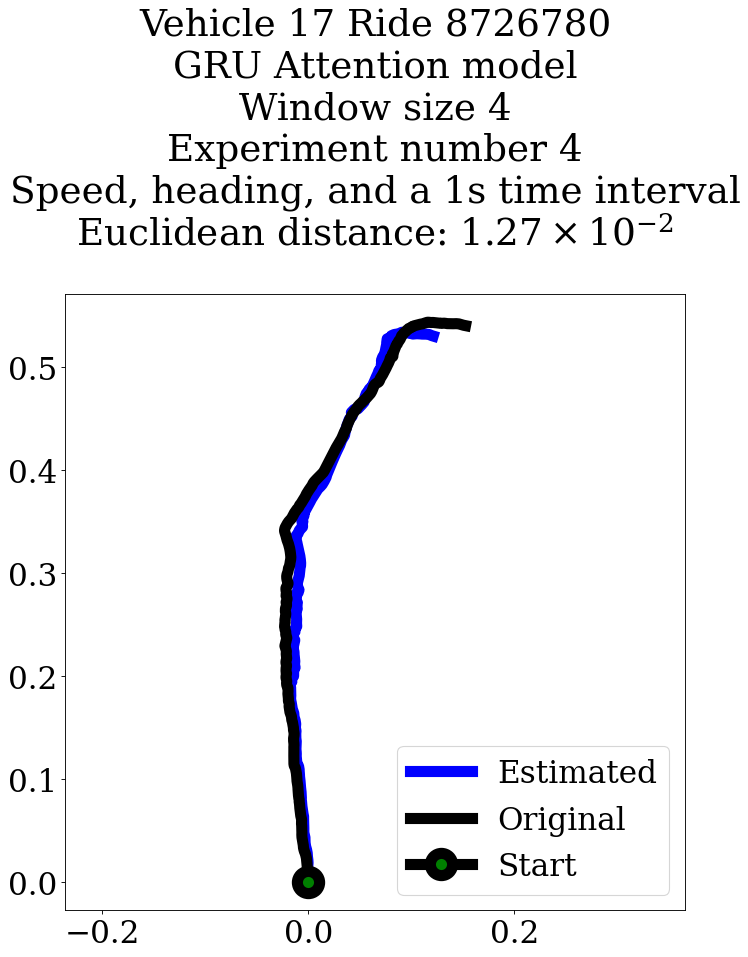 Vehicle 17 Ride 8726780
GRU Attention model
Window size 4
Experiment number 4
Speed, heading, and a 1s time interval
Euclidean distance: 1.27 × 10⁻²
0.5
0.4
0.3
0.2
0.1
0.0
Estimated
Original
Start
−0.2 0.0 0.2